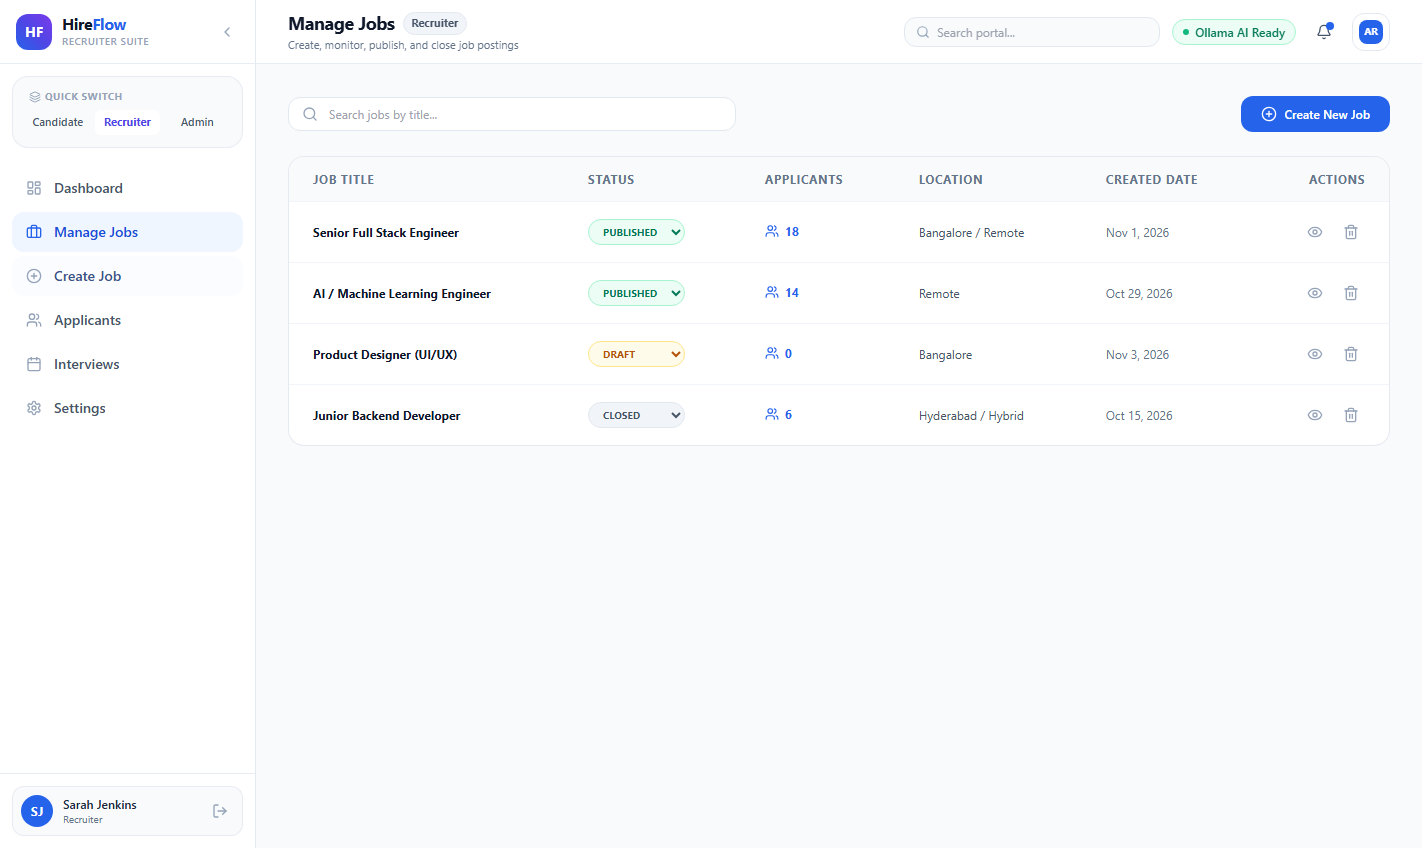 HF
HireFlow
RECRUITER SUITE
QUICK SWITCH
Candidate Recruiter Admin
Dashboard
Manage Jobs
Create Job
Applicants
Interviews
Settings
SJ
Sarah Jenkins
Recruiter
Manage Jobs Recruiter
Create, monitor, publish, and close job postings
Search portal...
Ollama AI Ready
AR
Search jobs by title...
Create New Job
JOB TITLE STATUS APPLICANTS LOCATION CREATED DATE ACTIONS
Senior Full Stack Engineer PUBLISHED 18 Bangalore / Remote Nov 1, 2026
AI / Machine Learning Engineer PUBLISHED 14 Remote Oct 29, 2026
Product Designer (UI/UX) DRAFT 0 Bangalore Nov 3, 2026
Junior Backend Developer CLOSED 6 Hyderabad / Hybrid Oct 15, 2026